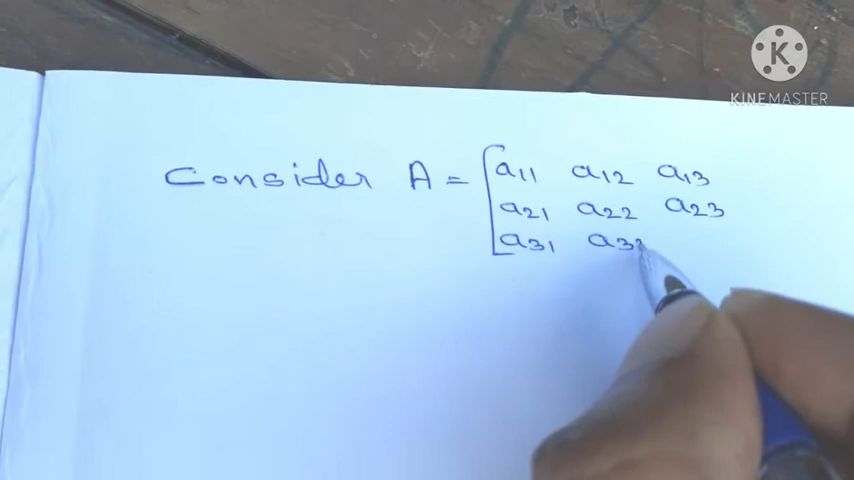 Consider A = [a11 a12 a13
a21 a22 a23
a31 a32
K
KINEMASTER